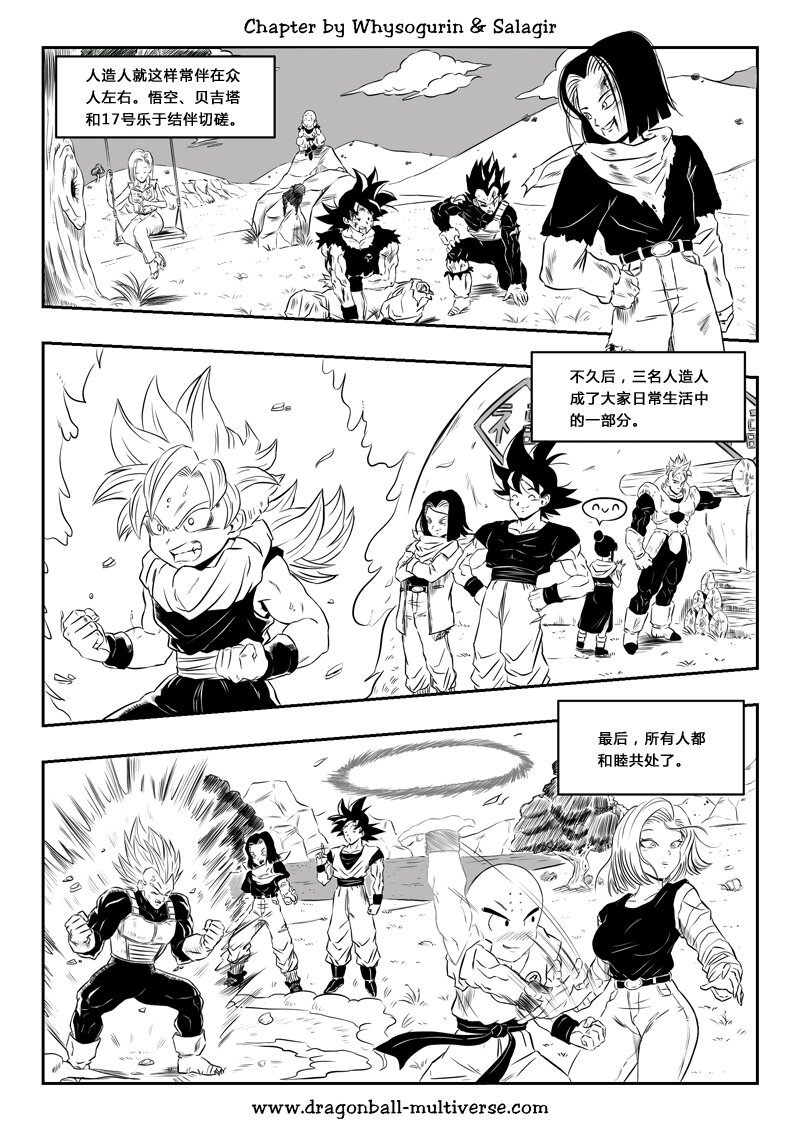 Chapter by Whysogurin & Salagir
人造人就这样常伴在众
人左右。悟空、贝吉塔
和17号乐于结伴切磋。
不久后，三名人造人
成了大家日常生活中
的一部分。
最后，所有人都
和睦共处了。
www.dragonball-multiverse.com